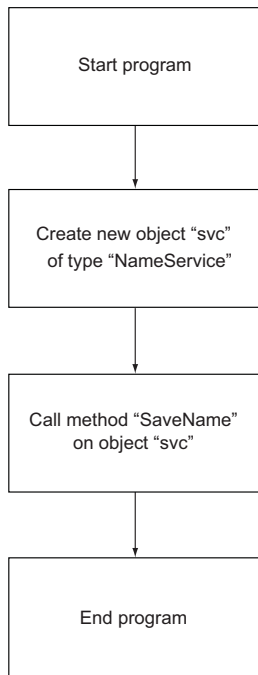 Start program
Create new object “svc”
of type “NameService”
Call method “SaveName”
on object “svc”
End program